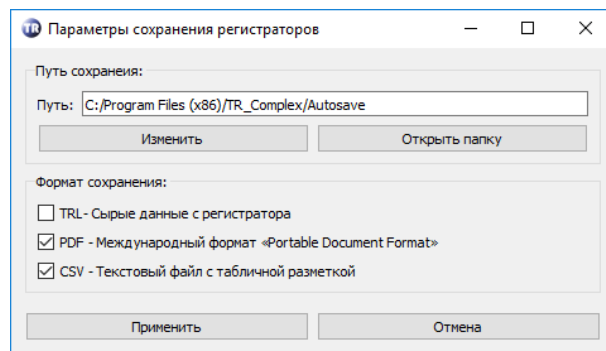 TR Параметры сохранения регистраторов
Путь сохранеия:
Путь: C:/Program Files (x86)/TR_Complex/Autosave
Изменить Открыть папку
Формат сохранения:
TRL- Сырые данные с регистратора
PDF - Международный формат «Portable Document Format»
CSV - Текстовый файл с табличной разметкой
Применить Отмена